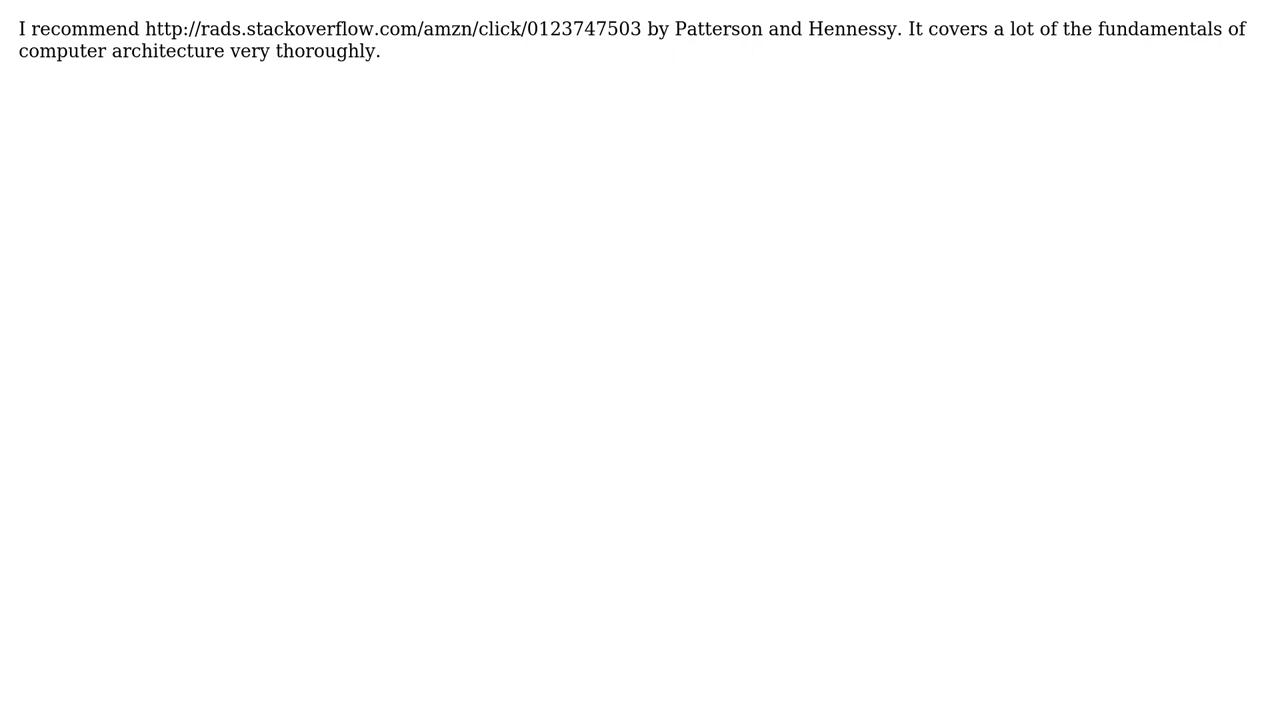 I recommend http://rads.stackoverflow.com/amzn/click/0123747503 by Patterson and Hennessy. It covers a lot of the fundamentals of
computer architecture very thoroughly.